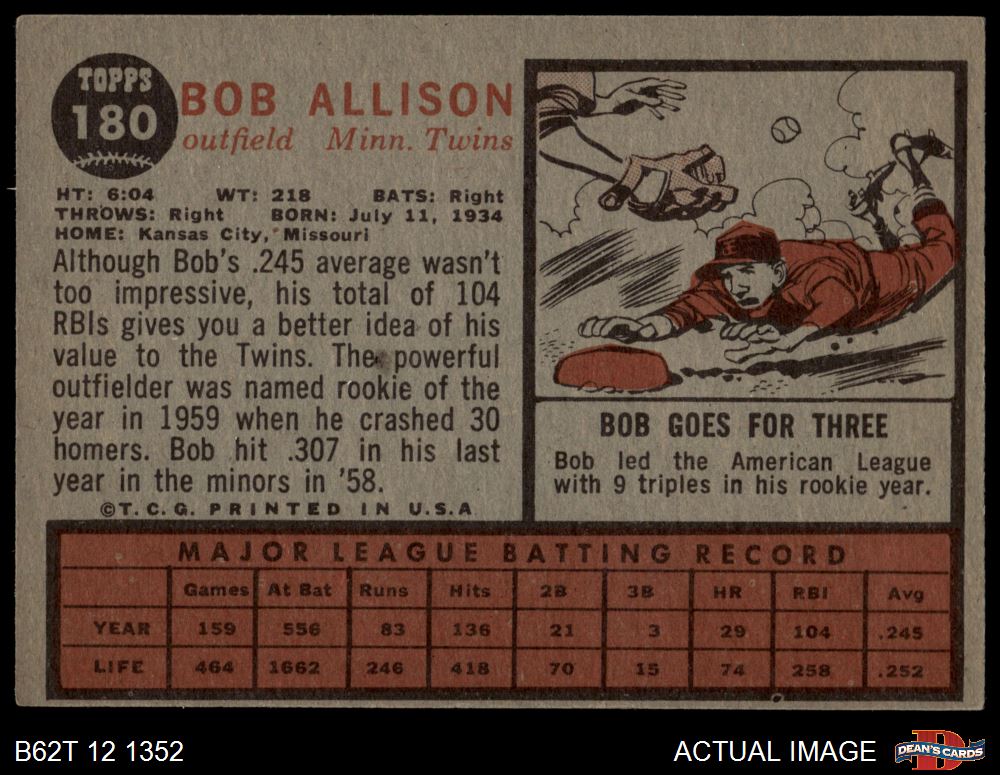 TOPPS
180
BOB ALLISON
outfield Minn. Twins
HT: 6:04 WT: 218 BATS: Right
THROWS: Right BORN: July 11, 1934
HOME: Kansas City, Missouri
Although Bob's .245 average wasn't
too impressive, his total of 104
RBIs gives you a better idea of his
value to the Twins. The powerful
outfielder was named rookie of the
year in 1959 when he crashed 30
homers. Bob hit .307 in his last
year in the minors in '58.
©T.C.G. PRINTED IN U.S.A
BOB GOES FOR THREE
Bob led the American League
with 9 triples in his rookie year.
MAJOR LEAGUE BATTING RECORD
Games At Bat Runs Hits 2B 3B HR RBI Avg
YEAR 159 556 83 136 21 3 29 104 .245
LIFE 464 1662 246 418 70 15 74 258 .252
B62T 12 1352
ACTUAL IMAGE
D
DEAN'S CARDS